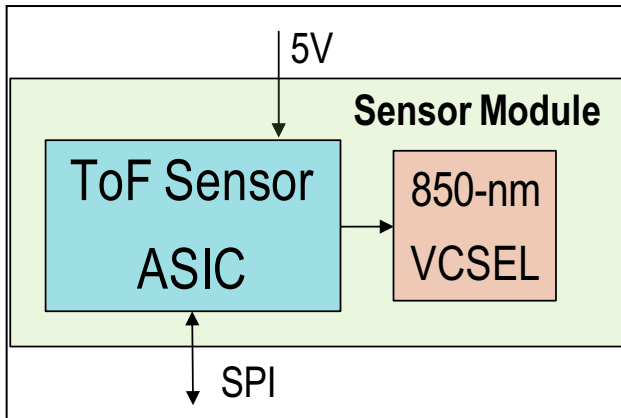 5V
Sensor Module
ToF Sensor
ASIC
850-nm
VCSEL
SPI